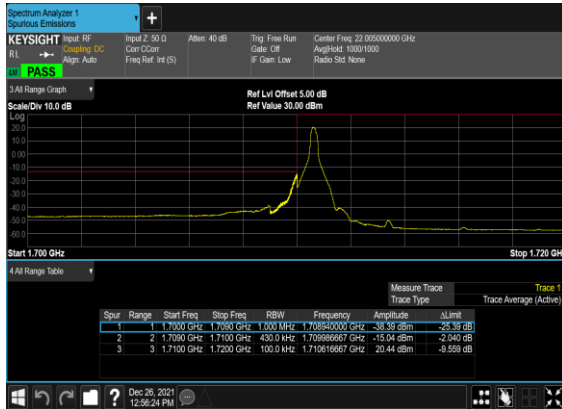 Spectrum Analyzer 1
Spurious Emissions
KEYSIGHT Input: RF Input Z: 50 Ω Atten: 40 dB Trig: Free Run Center Freq: 22.005000000 GHz
RL Coupling: DC Corr CCorr Gate: Off Avg|Hold: 1000/1000
Align: Auto Freq Ref: Int (S) IF Gain: Low Radio Std: None
PASS
3 All Range Graph
Ref Lvl Offset 5.00 dB
Scale/Div 10.0 dB Ref Value 30.00 dBm
Log
20.0
10.0
0.00
-10.0
-20.0
-30.0
-40.0
-50.0
-60.0
Start 1.700 GHz Stop 1.720 GH
4 All Range Table
Measure Trace Trace 1
Trace Type Trace Average (Active)
Spur Range Start Freq Stop Freq RBW Frequency Amplitude ΔLimit
1 1 1.7000 GHz 1.7090 GHz 1.000 MHz 1.708940000 GHz -38.39 dBm -25.39 dB
2 2 1.7090 GHz 1.7100 GHz 430.0 kHz 1.709986667 GHz -15.04 dBm -2.040 dB
3 3 1.7100 GHz 1.7200 GHz 100.0 kHz 1.710616667 GHz 20.44 dBm -9.559 dB
? Dec 26, 2021
12:56:24 PM